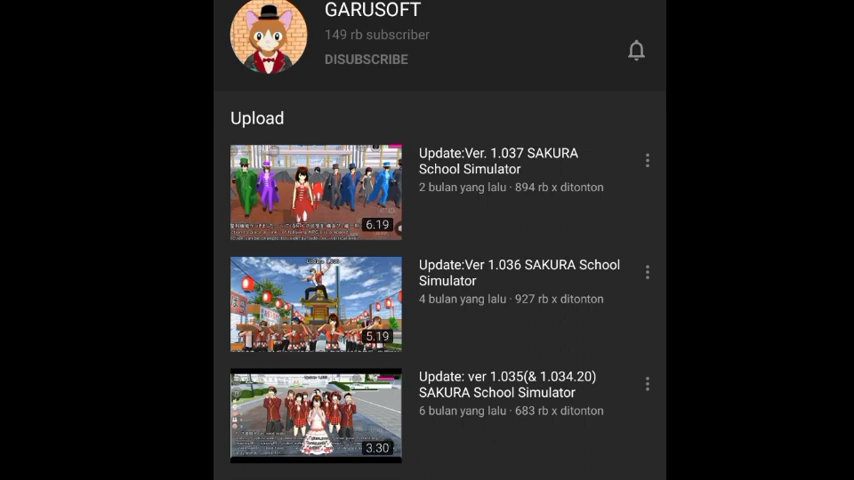 GARUSOFT
149 rb subscriber
DISUBSCRIBE
Upload
Update:Ver. 1.037 SAKURA
School Simulator
2 bulan yang lalu · 894 rb x ditonton
6.19
Update:Ver 1.036 SAKURA School
Simulator
4 bulan yang lalu · 927 rb x ditonton
5.19
Update: ver 1.035(& 1.034.20)
SAKURA School Simulator
6 bulan yang lalu · 683 rb x ditonton
3.30